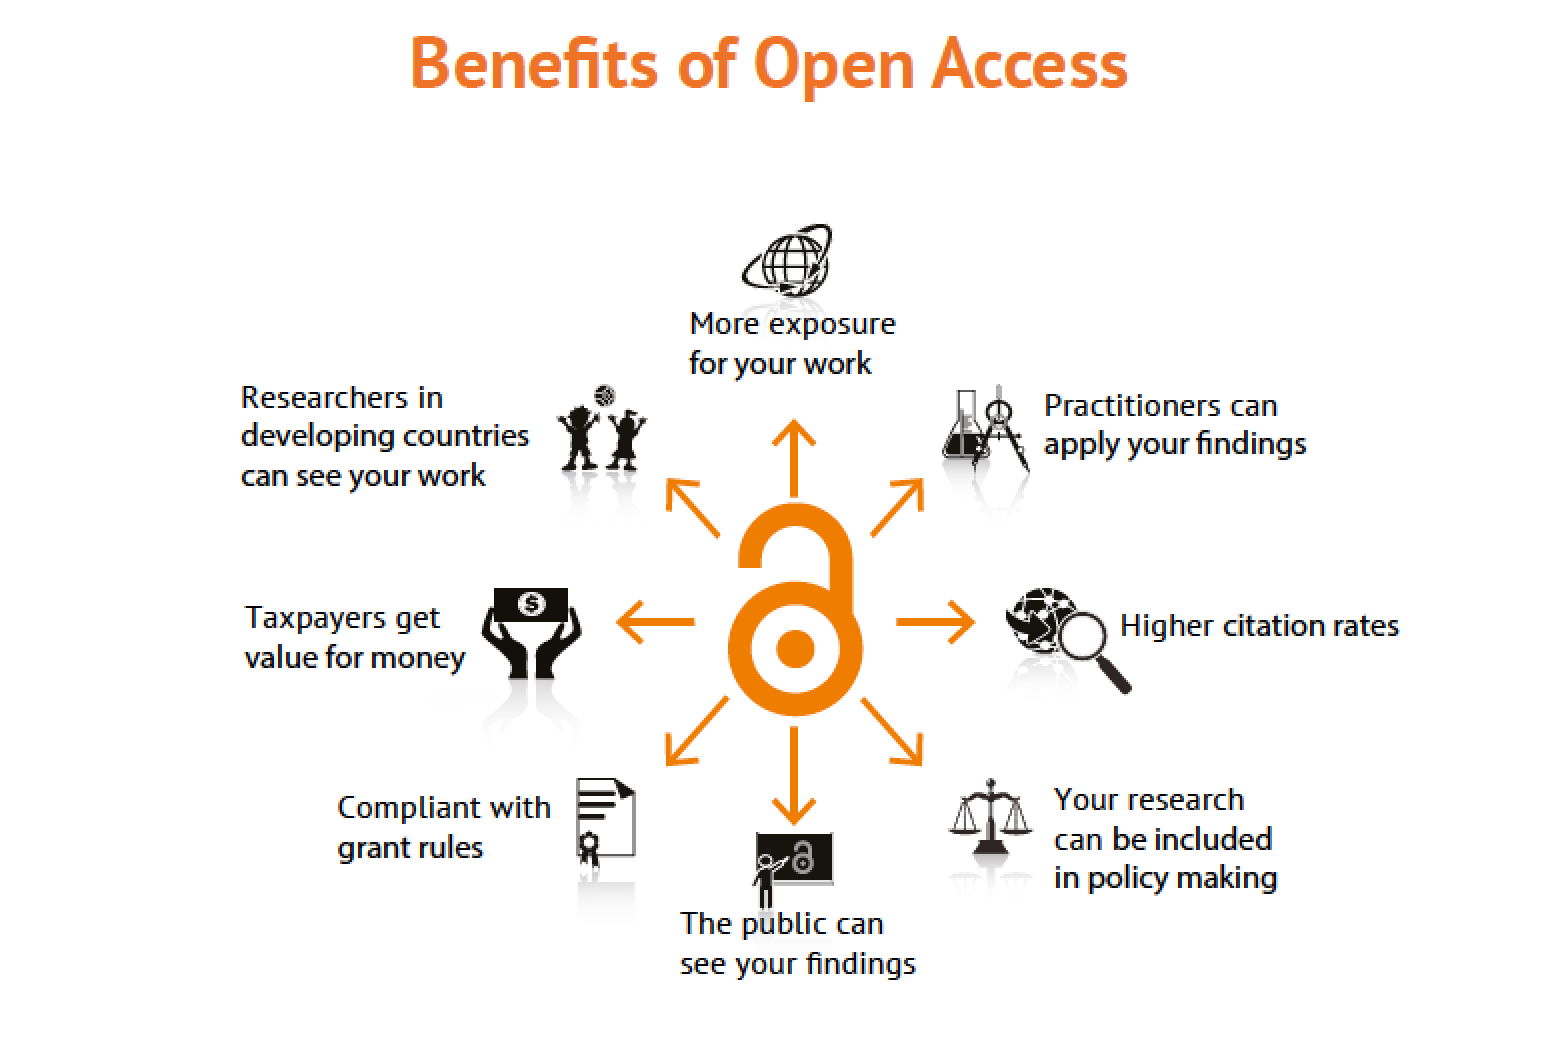 Benefits of Open Access
More exposure
for your work
Researchers in
developing countries
can see your work
Practitioners can
apply your findings
Taxpayers get
value for money
$
Higher citation rates
Compliant with
grant rules
Your research
can be included
in policy making
The public can
see your findings